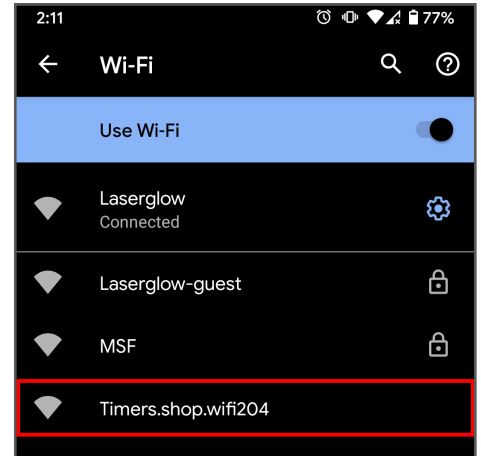 2:11 77%
Wi-Fi
Use Wi-Fi
Laserglow
Connected
Laserglow-guest
MSF
Timers.shop.wifi204